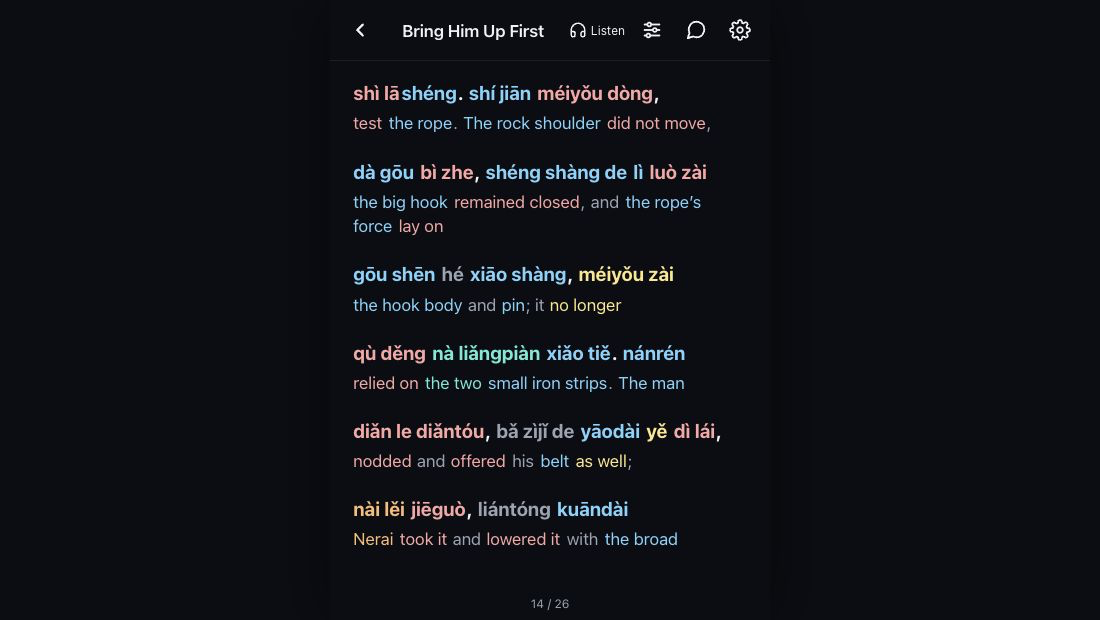 Bring Him Up First
Listen
shì lā shéng. shí jiān méiyǒu dòng,
test the rope. The rock shoulder did not move,
dà gōu bì zhe, shéng shàng de lì luò zài
the big hook remained closed, and the rope’s
force lay on
gōu shēn hé xiāo shàng, méiyǒu zài
the hook body and pin; it no longer
qù děng nà liǎngpiàn xiǎo tiě. nánrén
relied on the two small iron strips. The man
diǎn le diǎntóu, bǎ zìjǐ de yāodài yě dì lái,
nodded and offered his belt as well;
nài lěi jiēguò, liántóng kuāndài
Nerai took it and lowered it with the broad
14 / 26